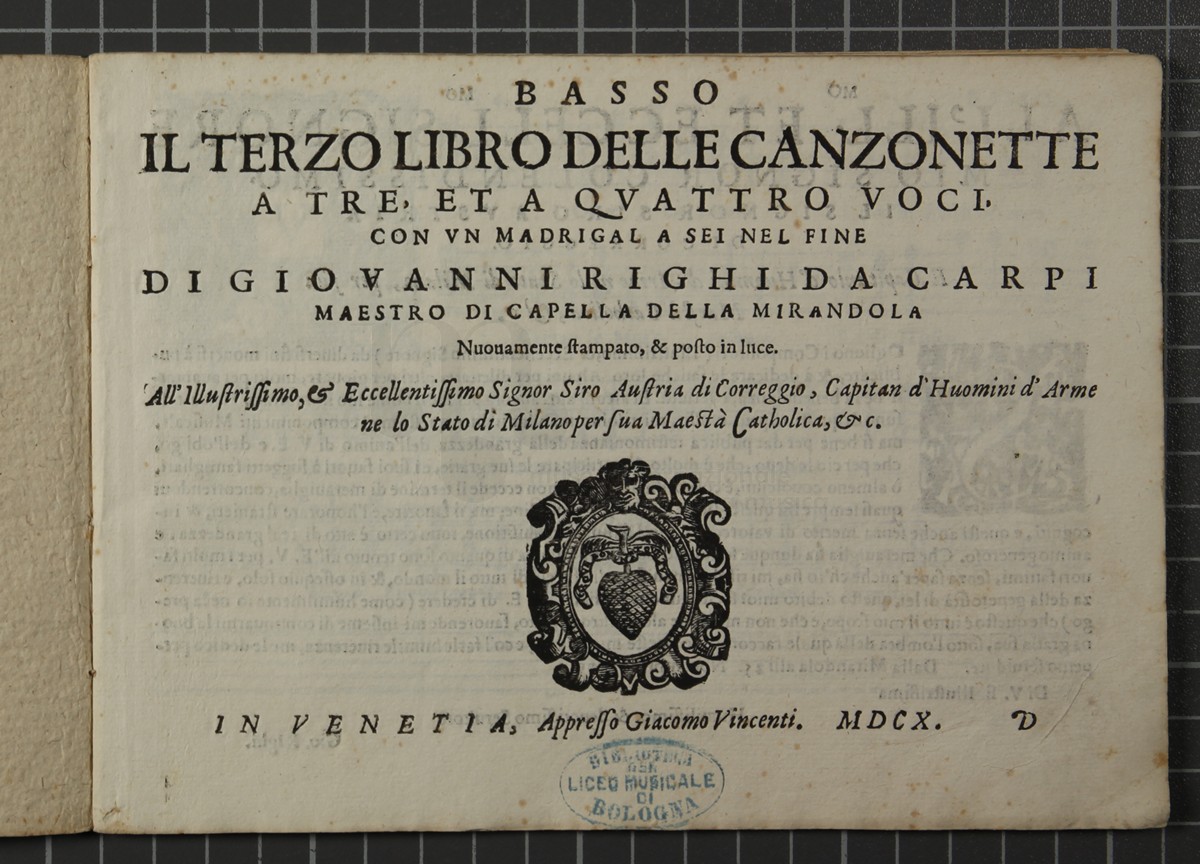 BASSO
IL TERZO LIBRO DELLE CANZONETTE
A TRE, ET A QVATTRO VOCI,
CON VN MADRIGAL A SEI NEL FINE
DI GIOVANNI RIGHI DA CARPI
MAESTRO DI CAPELLA DELLA MIRANDOLA
Nuouamente ſtampato, & poſto in luce.
All'Illuſtriſſimo, & Eccellentiſſimo Signor Siro Auſtria di Correggio, Capitan d'Huomini d'Arme
ne lo Stato di Milano per ſua Maeſtà Catholica, & c.
IN VENETIA, Appreſſo Giacomo Vincenti. MDCX. D
BIBLIOTECA
DEL
LICEO MUSICALE
DI
BOLOGNA